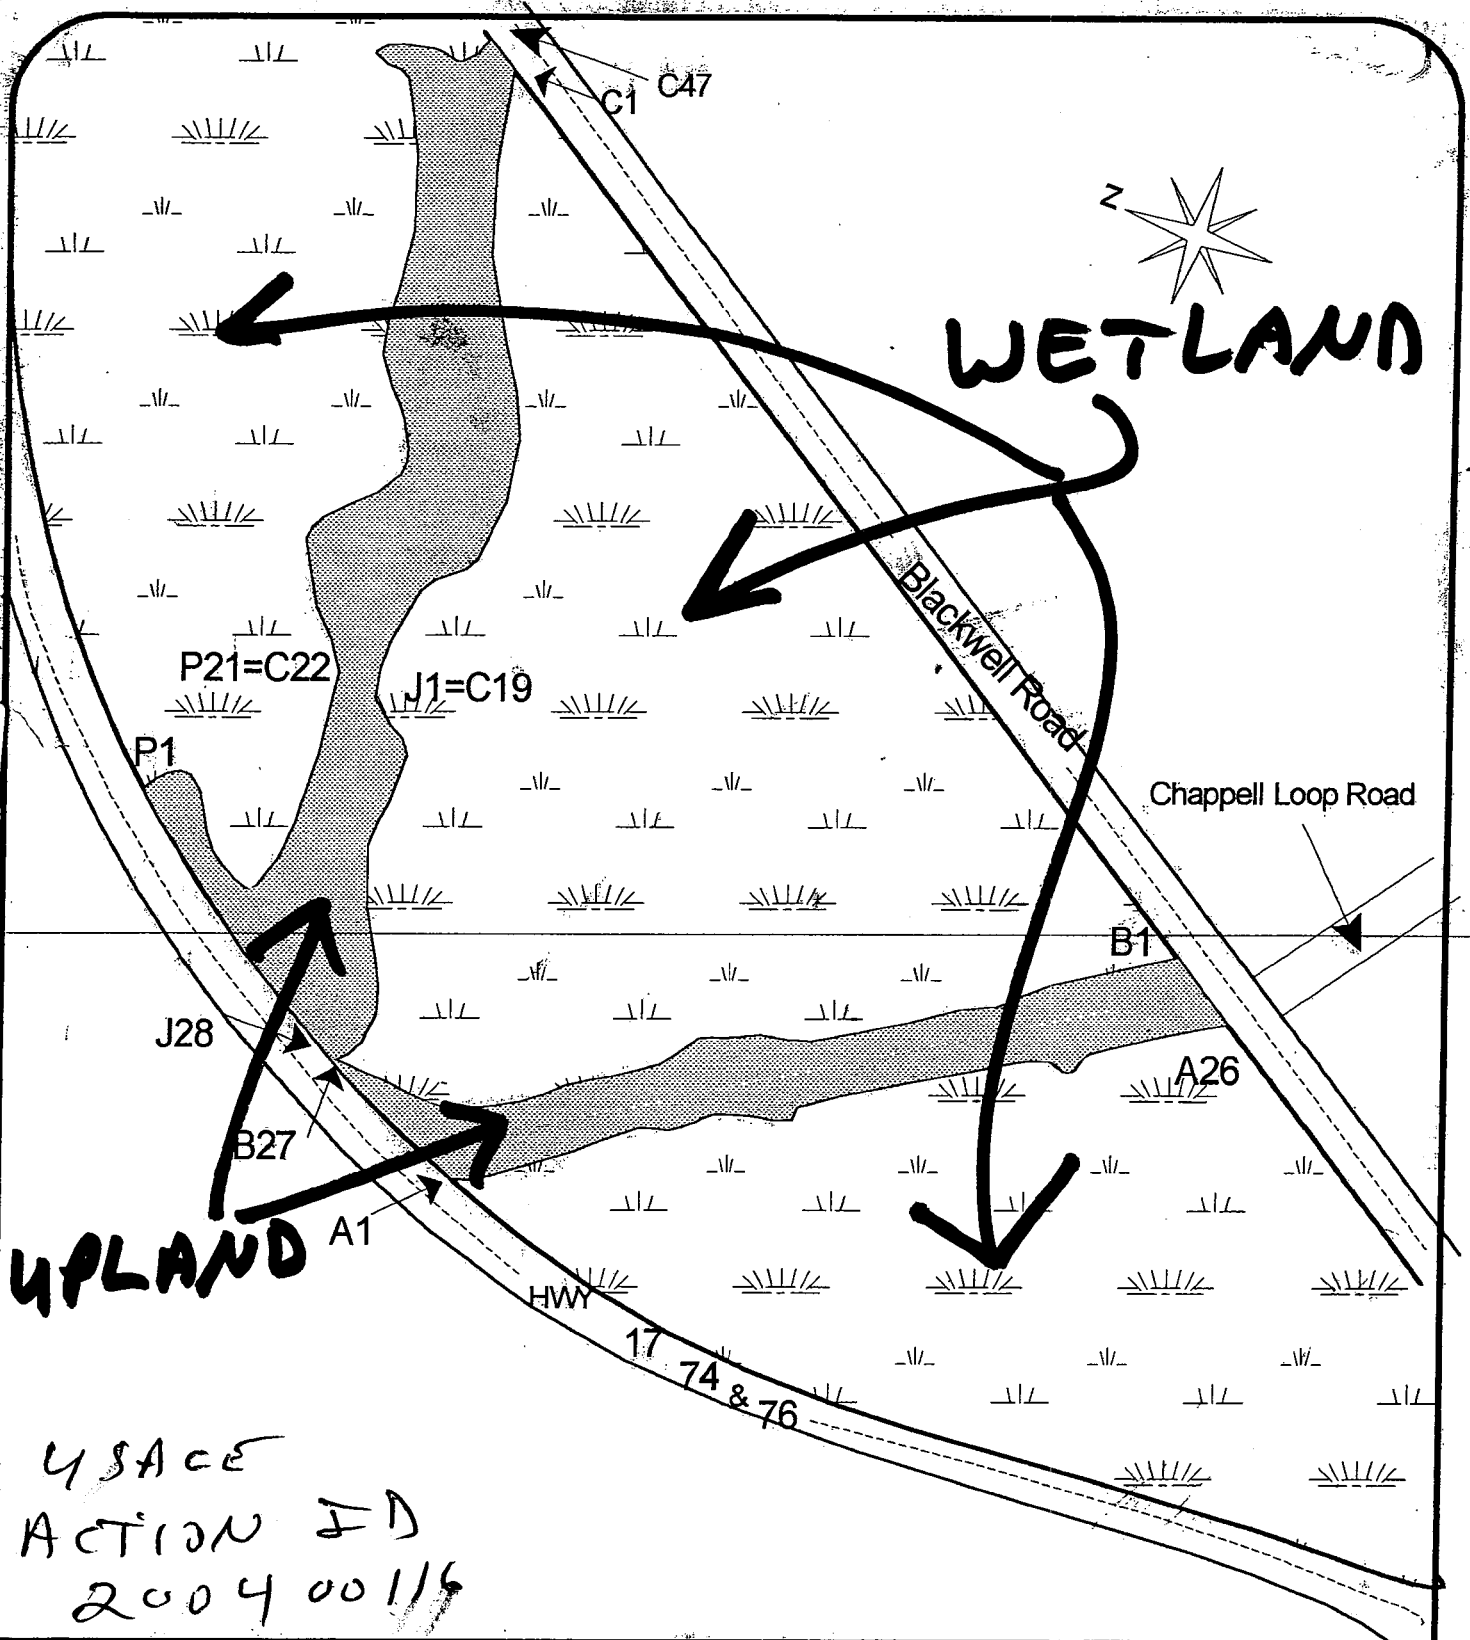 C47
C1
N
WETLAND
Blackwell Road
P21=C22
J1=C19
P1
Chappell Loop Road
B1
J28
A26
B27
A1
UPLAND
HWY
17
74
&
76
USACE
ACTION ID
200400116